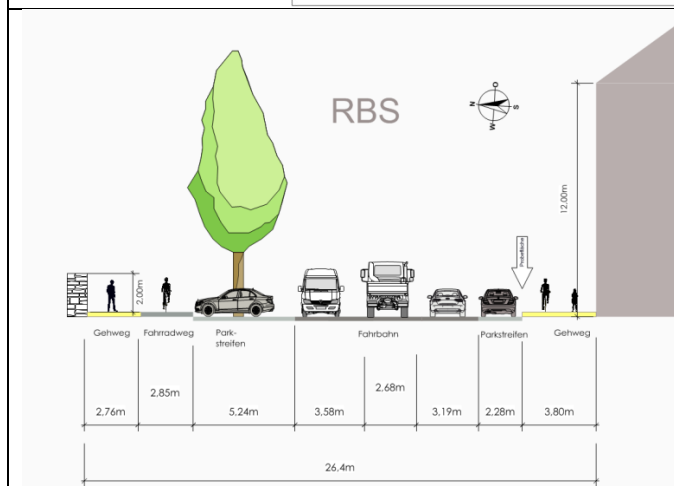 RBS
N
O
S
W
12,00m
2,00m
Probefläche
Gehweg
Fahrradweg
Park-
streifen
Fahrbahn
Parkstreifen
Gehweg
2,76m
2,85m
5,24m
3,58m
2,68m
3,19m
2,28m
3,80m
26,4m